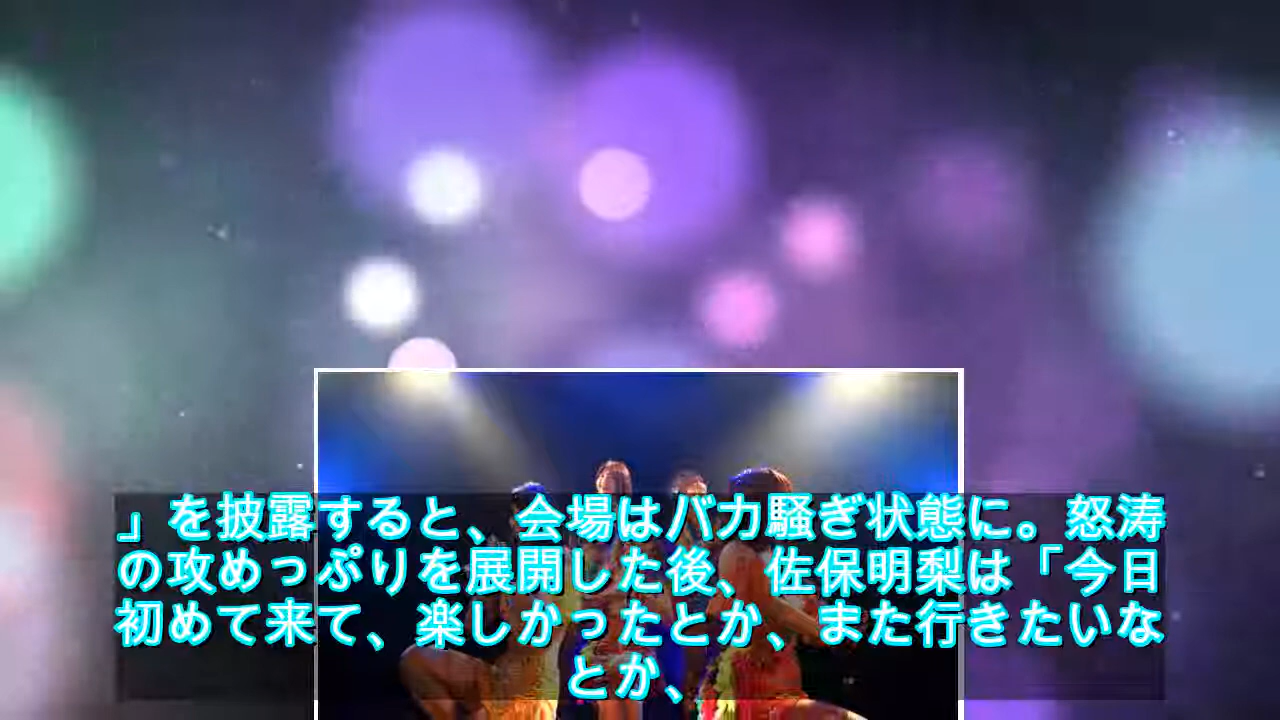 』を披露すると、会場はバカ騒ぎ状態に。怒涛
の攻めっぷりを展開した後、佐保明梨は「今日
初めて来て、楽しかったとか、また行きたいな
とか、